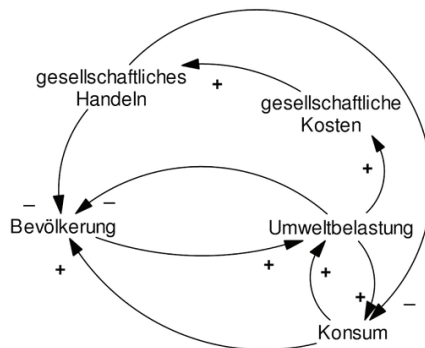 gesellschaftliches
Handeln
+
gesellschaftliche
Kosten
+
–
–
Bevölkerung
Umweltbelastung
+
+
+
+
–
Konsum